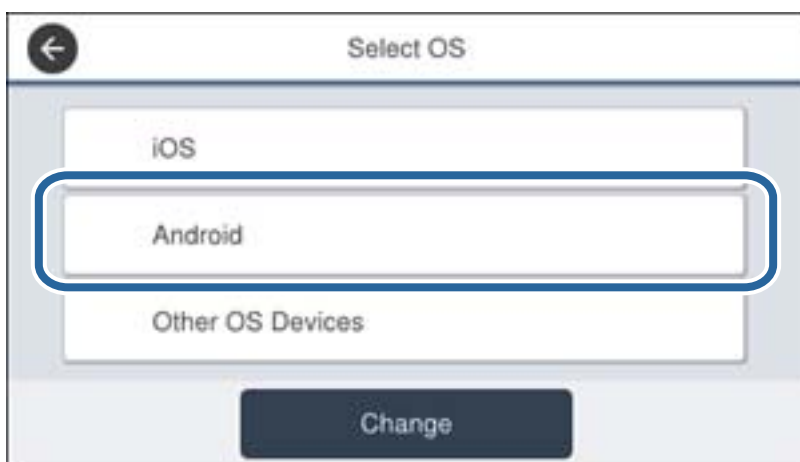 Select OS
iOS
Android
Other OS Devices
Change